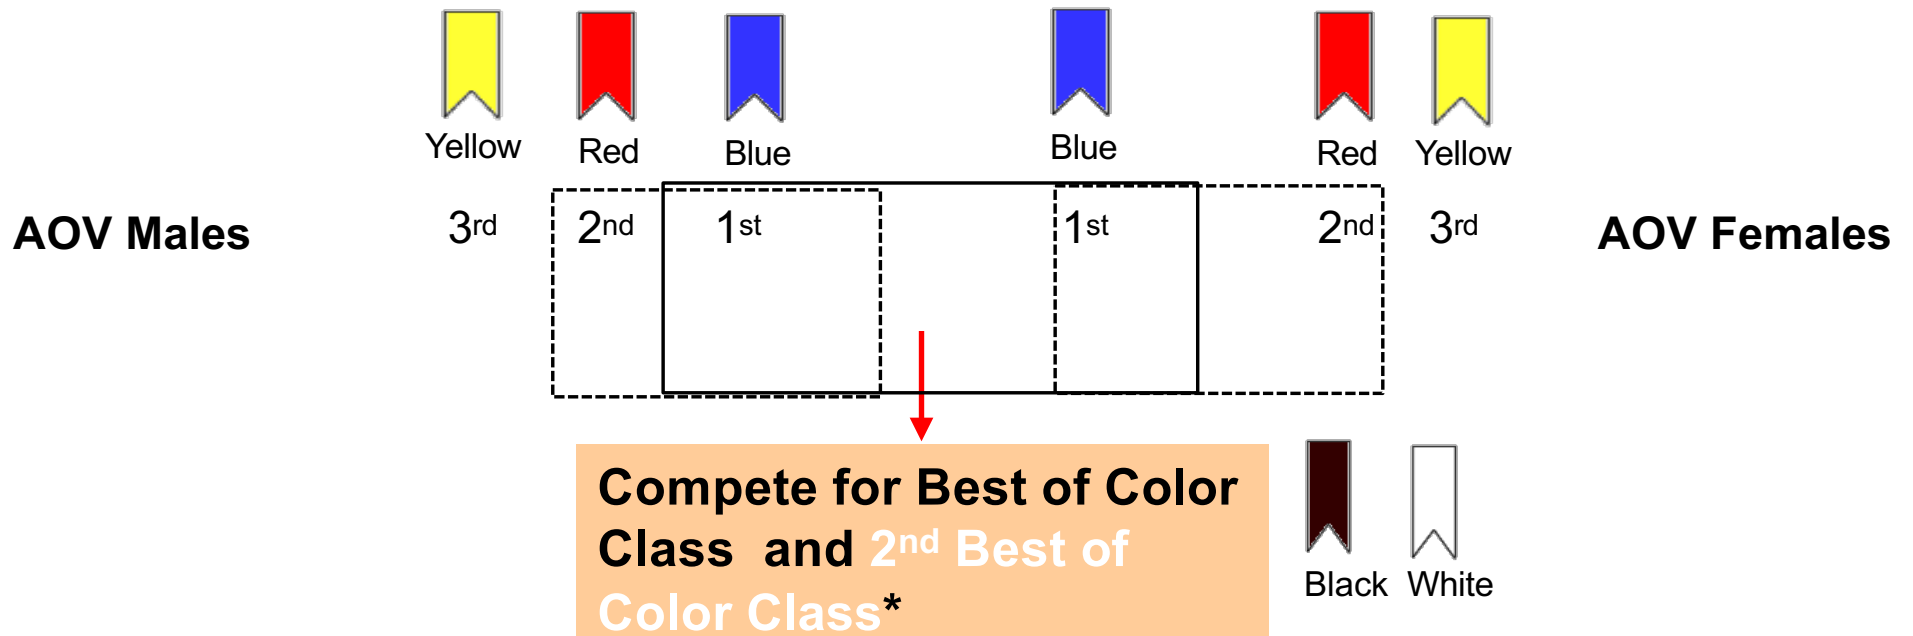 Yellow Red Blue Blue Red Yellow
AOV Males 3rd 2nd 1st 1st 2nd 3rd AOV Females
Compete for Best of Color
Class and 2nd Best of
Color Class*
Black White